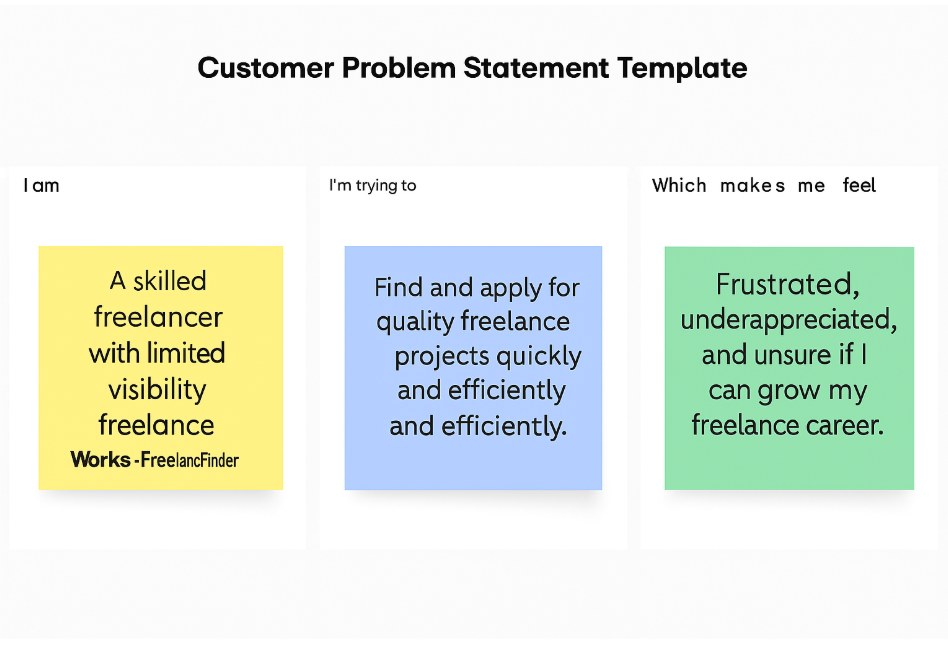 Customer Problem Statement Template
I am
A skilled
freelancer
with limited
visibility
freelance
Works -FreelancFinder
I'm trying to
Find and apply for
quality freelance
projects quickly
and efficiently
and efficiently.
Which makes me feel
Frustrated,
underappreciated,
and unsure if I
can grow my
freelance career.